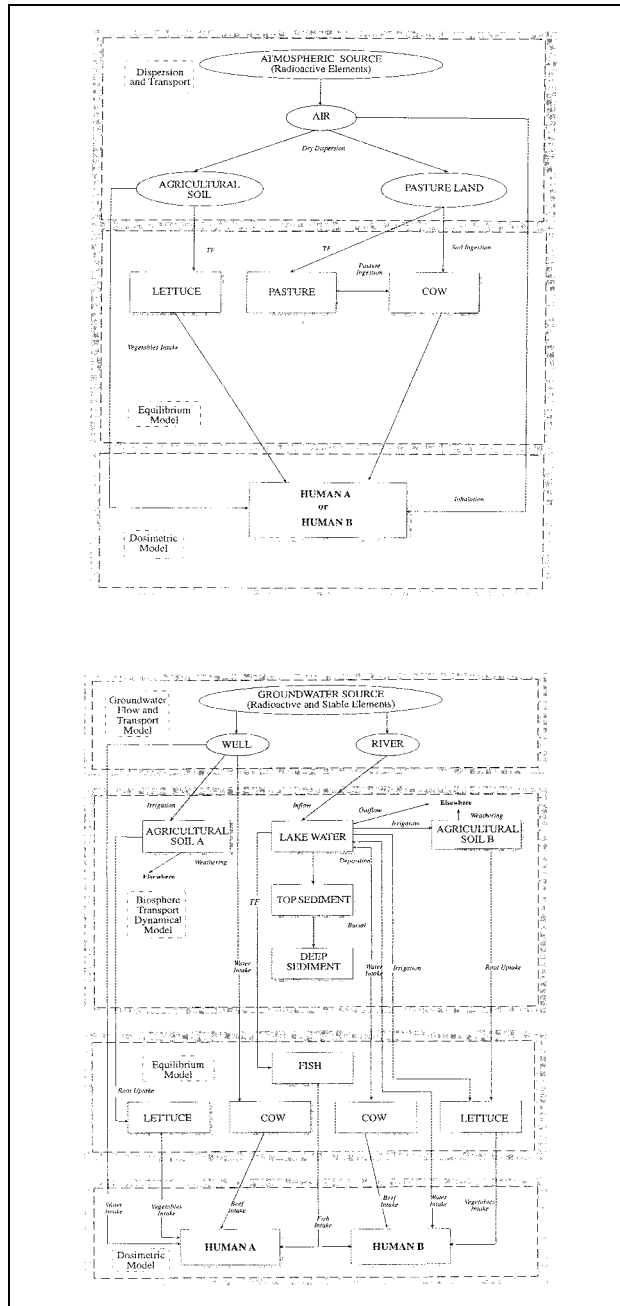 ATMOSPHERIC SOURCE
(Radioactive Elements)
Dispersion
and Transport
AIR
Dry Dispersion
AGRICULTURAL
SOIL
PASTURE LAND
TF
TF
Soil Ingestion
Pasture
Ingestion
LETTUCE
PASTURE
COW
Vegetables Intake
Equilibrium
Model
HUMAN A
or
HUMAN B
Inhalation
Dosimetric
Model
GROUNDWATER SOURCE
(Radioactive and Stable Elements)
Groundwater
Flow and
Transport
Model
WELL
RIVER
Irrigation
Inflow
Outflow
Elsewhere
Weathering
Irrigation
AGRICULTURAL
SOIL A
LAKE WATER
AGRICULTURAL
SOIL B
Weathering
Elsewhere
Deposition
Biosphere
Transport
Dynamical
Model
TF
TOP SEDIMENT
Burial
DEEP
SEDIMENT
Water
Intake
Water
Intake
Irrigation
Root Uptake
Equilibrium
Model
FISH
Root Uptake
LETTUCE
COW
COW
LETTUCE
Water
Intake
Vegetables
Intake
Beef
Intake
Fish
Intake
Beef
Intake
Water
Intake
Vegetables
Intake
HUMAN A
HUMAN B
Dosimetric
Model